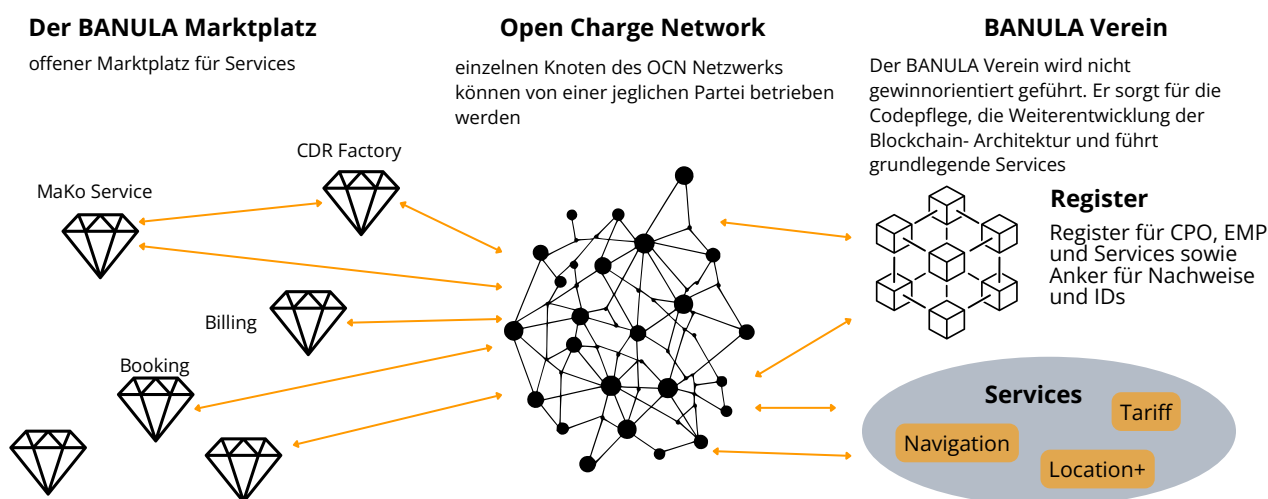 Der BANULA Marktplatz
offener Marktplatz für Services
CDR Factory
MaKo Service
Billing
Booking
Open Charge Network
einzelnen Knoten des OCN Netzwerks
können von einer jeglichen Partei betrieben
werden
BANULA Verein
Der BANULA Verein wird nicht
gewinnorientiert geführt. Er sorgt für die
Codepflege, die Weiterentwicklung der
Blockchain- Architektur und führt
grundlegende Services
Register
Register für CPO, EMP
und Services sowie
Anker für Nachweise
und IDs
Services
Tariff
Navigation
Location+